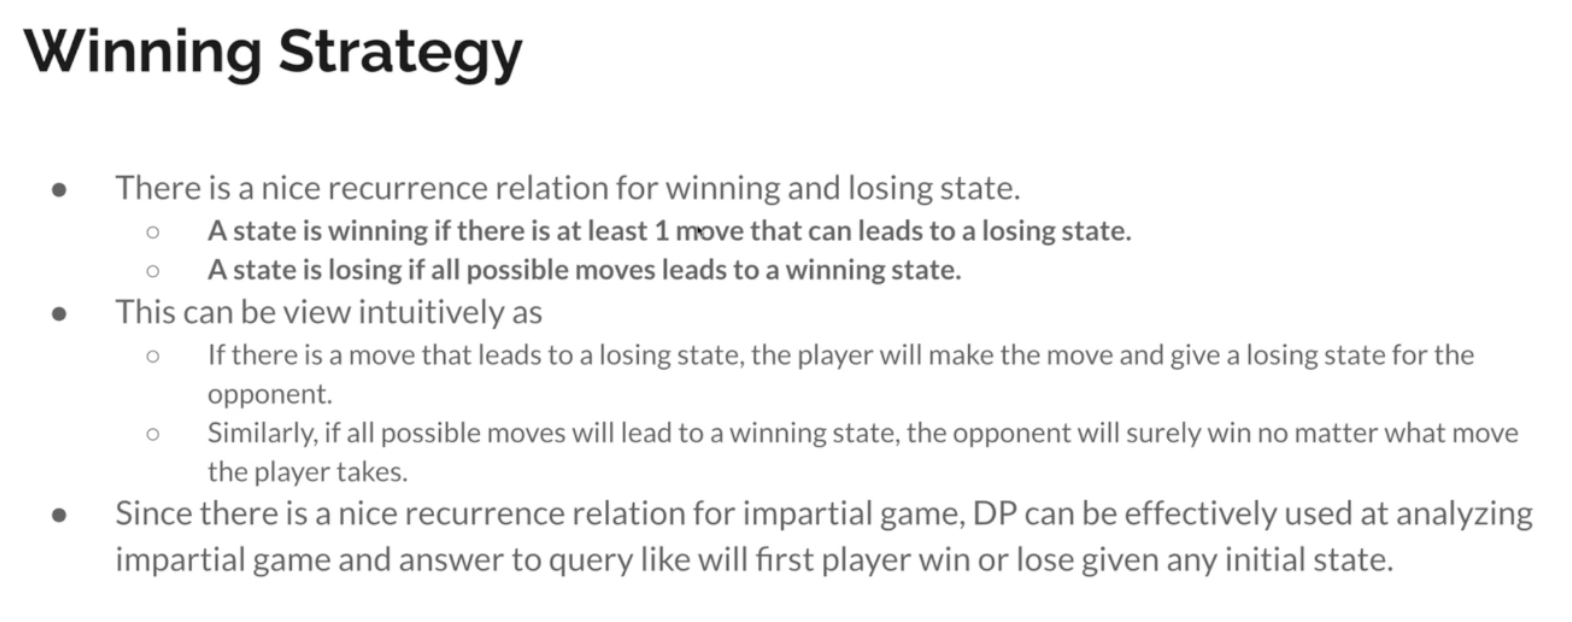 Winning Strategy
● There is a nice recurrence relation for winning and losing state.
○ A state is winning if there is at least 1 move that can leads to a losing state.
○ A state is losing if all possible moves leads to a winning state.
● This can be view intuitively as
○ If there is a move that leads to a losing state, the player will make the move and give a losing state for the
opponent.
○ Similarly, if all possible moves will lead to a winning state, the opponent will surely win no matter what move
the player takes.
● Since there is a nice recurrence relation for impartial game, DP can be effectively used at analyzing
impartial game and answer to query like will first player win or lose given any initial state.